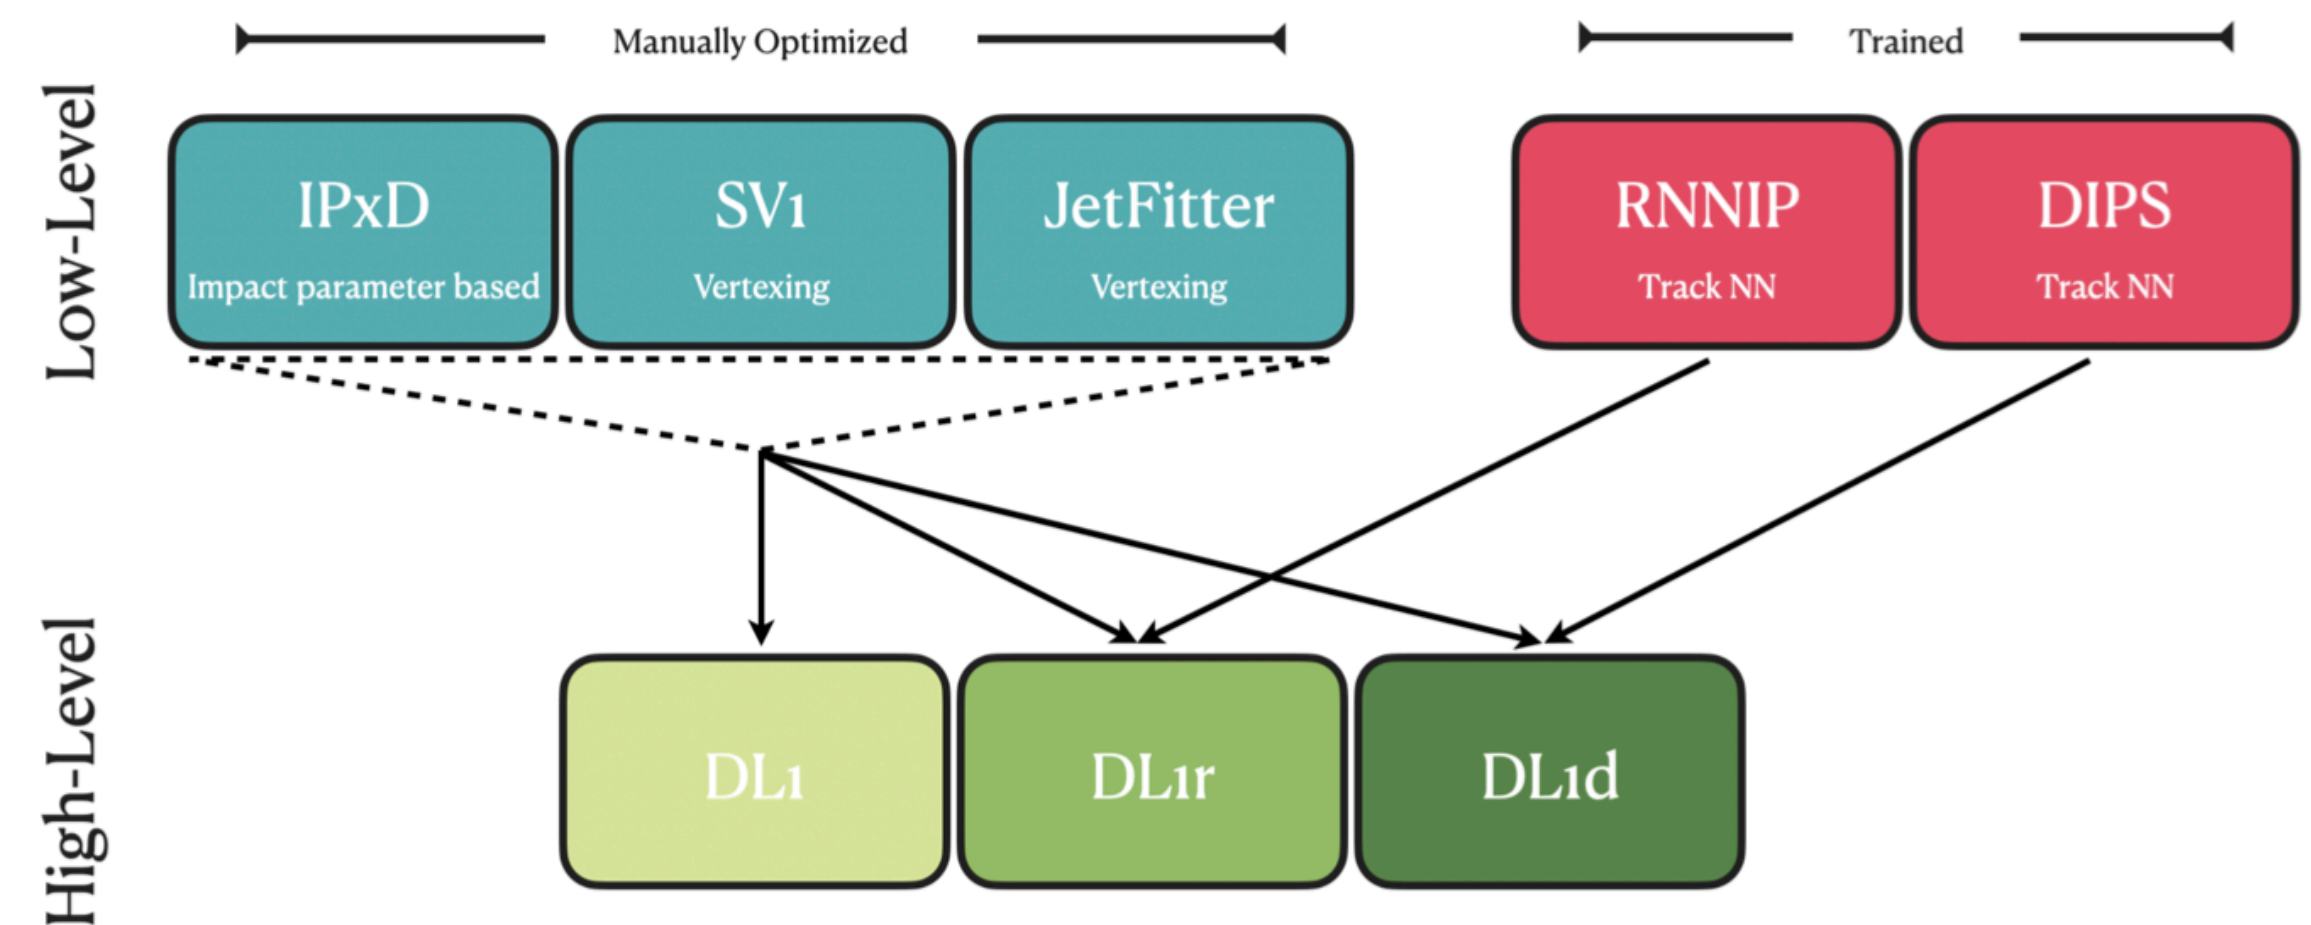 Manually Optimized
Trained
Low-Level
IPxD
Impact parameter based
SV1
Vertexing
JetFitter
Vertexing
RNNIP
Track NN
DIPS
Track NN
High-Level
DL1
DL1r
DL1d